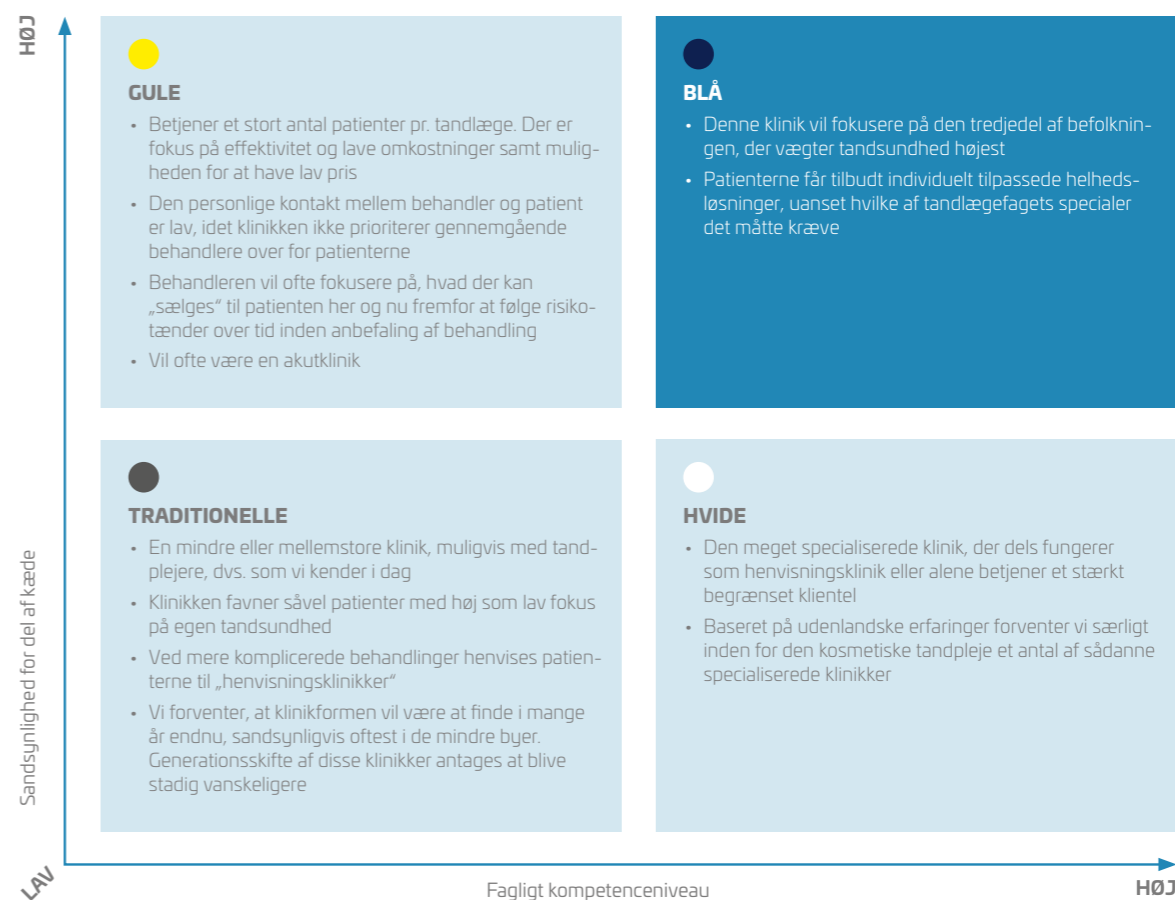 HØJ
GULE
• Betjener et stort antal patienter pr. tandlæge. Der er
fokus på effektivitet og lave omkostninger samt mulig-
heden for at have lav pris
• Den personlige kontakt mellem behandler og patient
er lav, idet klinikken ikke prioriterer gennemgående
behandlere over for patienterne
• Behandleren vil ofte fokusere på, hvad der kan
„sælges“ til patienten her og nu fremfor at følge risiko-
tænder over tid inden anbefaling af behandling
• Vil ofte være en akutklinik
BLÅ
• Denne klinik vil fokusere på den tredjedel af befolknin-
gen, der vægter tandsundhed højest
• Patienterne får tilbudt individuelt tilpassede helheds-
løsninger, uanset hvilke af tandlægefagets specialer
det måtte kræve
TRADITIONELLE
• En mindre eller mellemstore klinik, muligvis med tand-
plejere, dvs. som vi kender i dag
• Klinikken favner såvel patienter med høj som lav fokus
på egen tandsundhed
• Ved mere komplicerede behandlinger henvises patien-
terne til „henvisningsklinikker“
• Vi forventer, at klinikformen vil være at finde i mange
år endnu, sandsynligvis oftest i de mindre byer.
Generationsskifte af disse klinikker antages at blive
stadig vanskeligere
HVIDE
• Den meget specialiserede klinik, der dels fungerer
som henvisningsklinik eller alene betjener et stærkt
begrænset klientel
• Baseret på udenlandske erfaringer forventer vi særligt
inden for den kosmetiske tandpleje et antal af sådanne
specialiserede klinikker
Sandsynlighed for del af kæde
LAV
Fagligt kompetenceniveau
HØJ